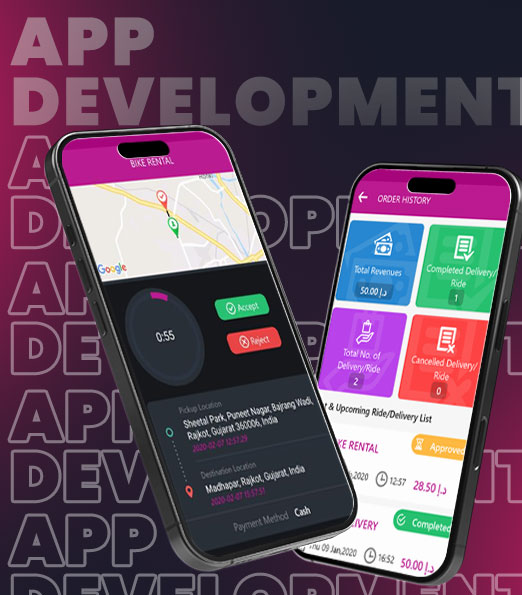 APP
DEVELOPMENT
BIKE RENTAL
Google
0:55
Accept
Reject
Pickup Location
Sheetal Park, Puneet Nagar, Bajrang Wadi,
Rajkot, Gujarat 360006, India
2020-02-07 12:57:29
Destination Location
Madhapar, Rajkot, Gujarat, India
2020-02-07 15:57:51
Payment Method Cash
ORDER HISTORY
Total Revenues
50.00 د.إ
Completed Delivery/
Ride
1
Total No. of
Delivery/Ride
2
Cancelled Delivery/
Ride
0
& Upcoming Ride/Delivery List
KE RENTAL
Approved
2020
12:57
28.50 د.إ
LIVERY
Completed
Thu 09 Jan,2020
16:52
50.00 د.إ
APP
DEVELOPMENT
APP
DEVELOPMENT
APP
DEVELOPMENT
APP
DEVELOPMENT